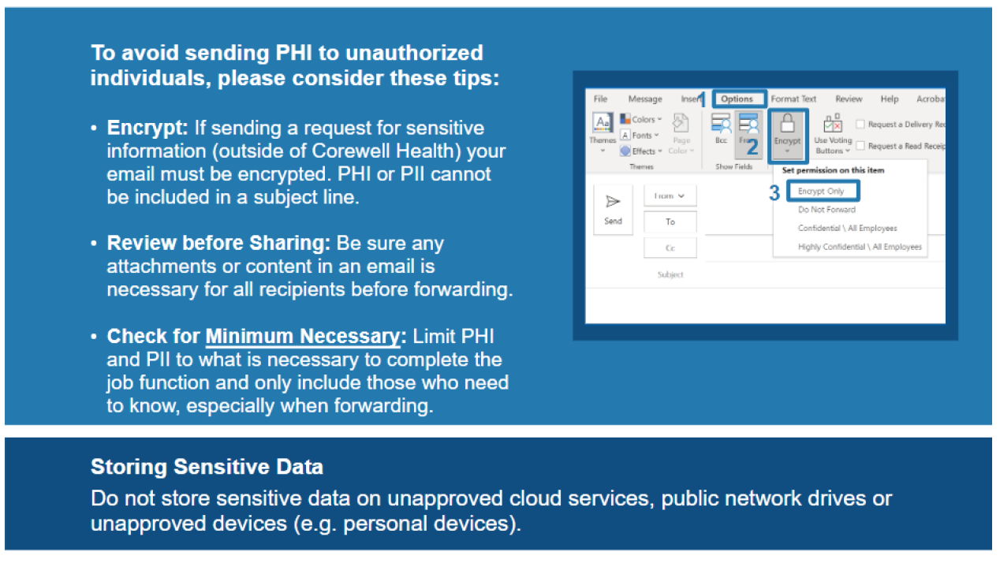 To avoid sending PHI to unauthorized
individuals, please consider these tips:
• Encrypt: If sending a request for sensitive
information (outside of Corewell Health) your
email must be encrypted. PHI or PII cannot
be included in a subject line.
• Review before Sharing: Be sure any
attachments or content in an email is
necessary for all recipients before forwarding.
• Check for Minimum Necessary: Limit PHI
and PII to what is necessary to complete the
job function and only include those who need
to know, especially when forwarding.
File Message Insert 1 Options Format Text Review Help Acroba
Aa Colors
A Fonts
Effects
Themes
Page
Color
Themes
Bcc
2
Show Fields
Encrypt
Use Voting
Buttons
Request a Delivery Rec
Request a Read Receip
Set permission on this item
3 Encrypt Only
Do Not Forward
Confidential \ All Employees
Highly Confidential \ All Employees
Send
From
To
Cc
Subject
Storing Sensitive Data
Do not store sensitive data on unapproved cloud services, public network drives or
unapproved devices (e.g. personal devices).